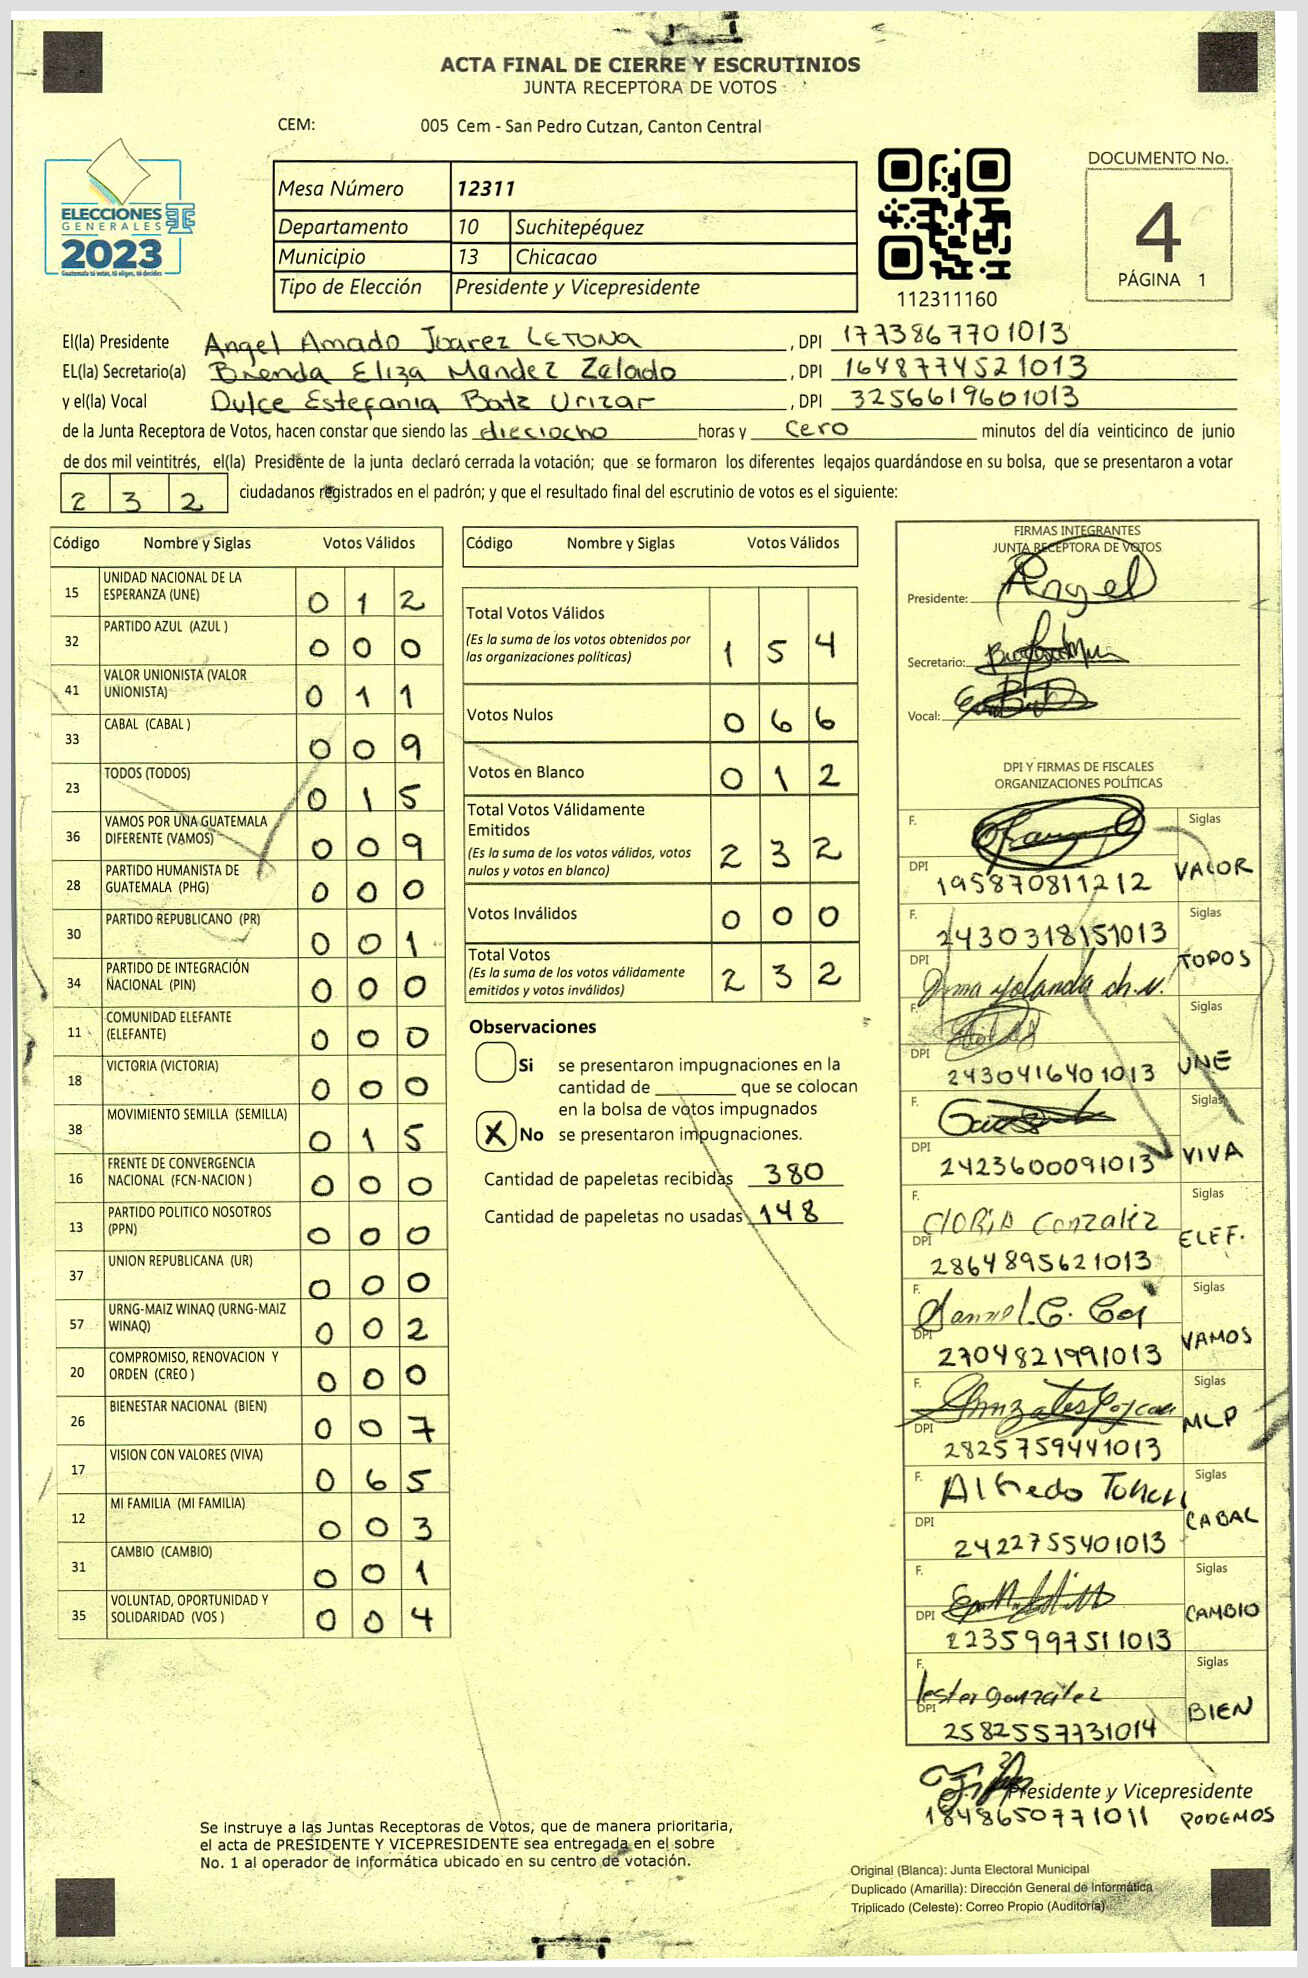 ACTA FINAL DE CIERRE Y ESCRUTINIOS
JUNTA RECEPTORA DE VOTOS
CEM: 005 Cem - San Pedro Cutzan, Canton Central
ELECCIONES
GENERALES
2023
Guatemala tú votas, tú eliges, tú decides
Mesa Número 12311
Departamento 10 Suchitepéquez
Municipio 13 Chicacao
Tipo de Elección Presidente y Vicepresidente
112311160
DOCUMENTO No.
4
PÁGINA 1
El(la) Presidente Angel Amado Juarez Letona, DPI 1773867701013
EL(la) Secretario(a) Brenda Eliza Mendez Zelado, DPI 1648774521013
y el(la) Vocal Dulce Estefania Batz Urizar, DPI 3256619601013
de la Junta Receptora de Votos, hacen constar que siendo las dieciocho horas y cero minutos del día veinticinco de junio
de dos mil veintitrés, el(la) Presidente de la junta declaró cerrada la votación; que se formaron los diferentes legajos guardándose en su bolsa, que se presentaron a votar
232 ciudadanos registrados en el padrón; y que el resultado final del escrutinio de votos es el siguiente:
Código Nombre y Siglas Votos Válidos
15 UNIDAD NACIONAL DE LA ESPERANZA (UNE) 0 1 2
32 PARTIDO AZUL (AZUL ) 0 0 0
41 VALOR UNIONISTA (VALOR UNIONISTA) 0 1 1
33 CABAL (CABAL ) 0 0 9
23 TODOS (TODOS) 0 1 5
36 VAMOS POR UNA GUATEMALA DIFERENTE (VAMOS) 0 0 9
28 PARTIDO HUMANISTA DE GUATEMALA (PHG) 0 0 0
30 PARTIDO REPUBLICANO (PR) 0 0 1
34 PARTIDO DE INTEGRACIÓN NACIONAL (PIN) 0 0 0
11 COMUNIDAD ELEFANTE (ELEFANTE) 0 0 0
18 VICTORIA (VICTORIA) 0 0 0
38 MOVIMIENTO SEMILLA (SEMILLA) 0 1 5
16 FRENTE DE CONVERGENCIA NACIONAL (FCN-NACION ) 0 0 0
13 PARTIDO POLITICO NOSOTROS (PPN) 0 0 0
37 UNION REPUBLICANA (UR) 0 0 0
57 URNG-MAIZ WINAQ (URNG-MAIZ WINAQ) 0 0 2
20 COMPROMISO, RENOVACION Y ORDEN (CREO ) 0 0 0
26 BIENESTAR NACIONAL (BIEN) 0 0 7
17 VISION CON VALORES (VIVA) 0 6 5
12 MI FAMILIA (MI FAMILIA) 0 0 3
31 CAMBIO (CAMBIO) 0 0 1
35 VOLUNTAD, OPORTUNIDAD Y SOLIDARIDAD (VOS ) 0 0 4
Código Nombre y Siglas Votos Válidos
Total Votos Válidos 1 5 4
(Es la suma de los votos obtenidos por
las organizaciones políticas)
Votos Nulos 0 6 6
Votos en Blanco 0 1 2
Total Votos Válidamente
Emitidos 2 3 2
(Es la suma de los votos válidos, votos
nulos y votos en blanco)
Votos Inválidos 0 0 0
Total Votos 2 3 2
(Es la suma de los votos válidamente
emitidos y votos inválidos)
Observaciones
Si se presentaron impugnaciones en la
cantidad de ________ que se colocan
en la bolsa de votos impugnados
X No se presentaron impugnaciones.
Cantidad de papeletas recibidas 380
Cantidad de papeletas no usadas 148
FIRMAS INTEGRANTES
JUNTA RECEPTORA DE VOTOS
Presidente: Angel
Secretario:
Vocal:
DPI Y FIRMAS DE FISCALES
ORGANIZACIONES POLÍTICAS
F. Siglas
DPI 195870811212 VALOR
F. 2430318151013 Siglas
DPI Irma Yolanda ch. TODOS
F. Siglas
DPI 2430416401013 UNE
F. Siglas
DPI 2423600091013 VIVA
F. Gloria Gonzalez Siglas
DPI 2864895621013 ELEF.
F. Siglas
DPI 2704821991013 VAMOS
F. Siglas
DPI 2825759441013 MLP
F. Alfredo Siglas
DPI 2422755401013 CABAL
F. Siglas
DPI 2235997511013 CAMBIO
F. lester gonzalez Siglas
DPI 2582557731014 BIEN
Presidente y Vicepresidente
1848650771011 PODEMOS
Se instruye a las Juntas Receptoras de Votos, que de manera prioritaria,
el acta de PRESIDENTE Y VICEPRESIDENTE sea entregada en el sobre
No. 1 al operador de informática ubicado en su centro de votación.
Original (Blanca): Junta Electoral Municipal
Duplicado (Amarilla): Dirección General de Informática
Triplicado (Celeste): Correo Propio (Auditoría)